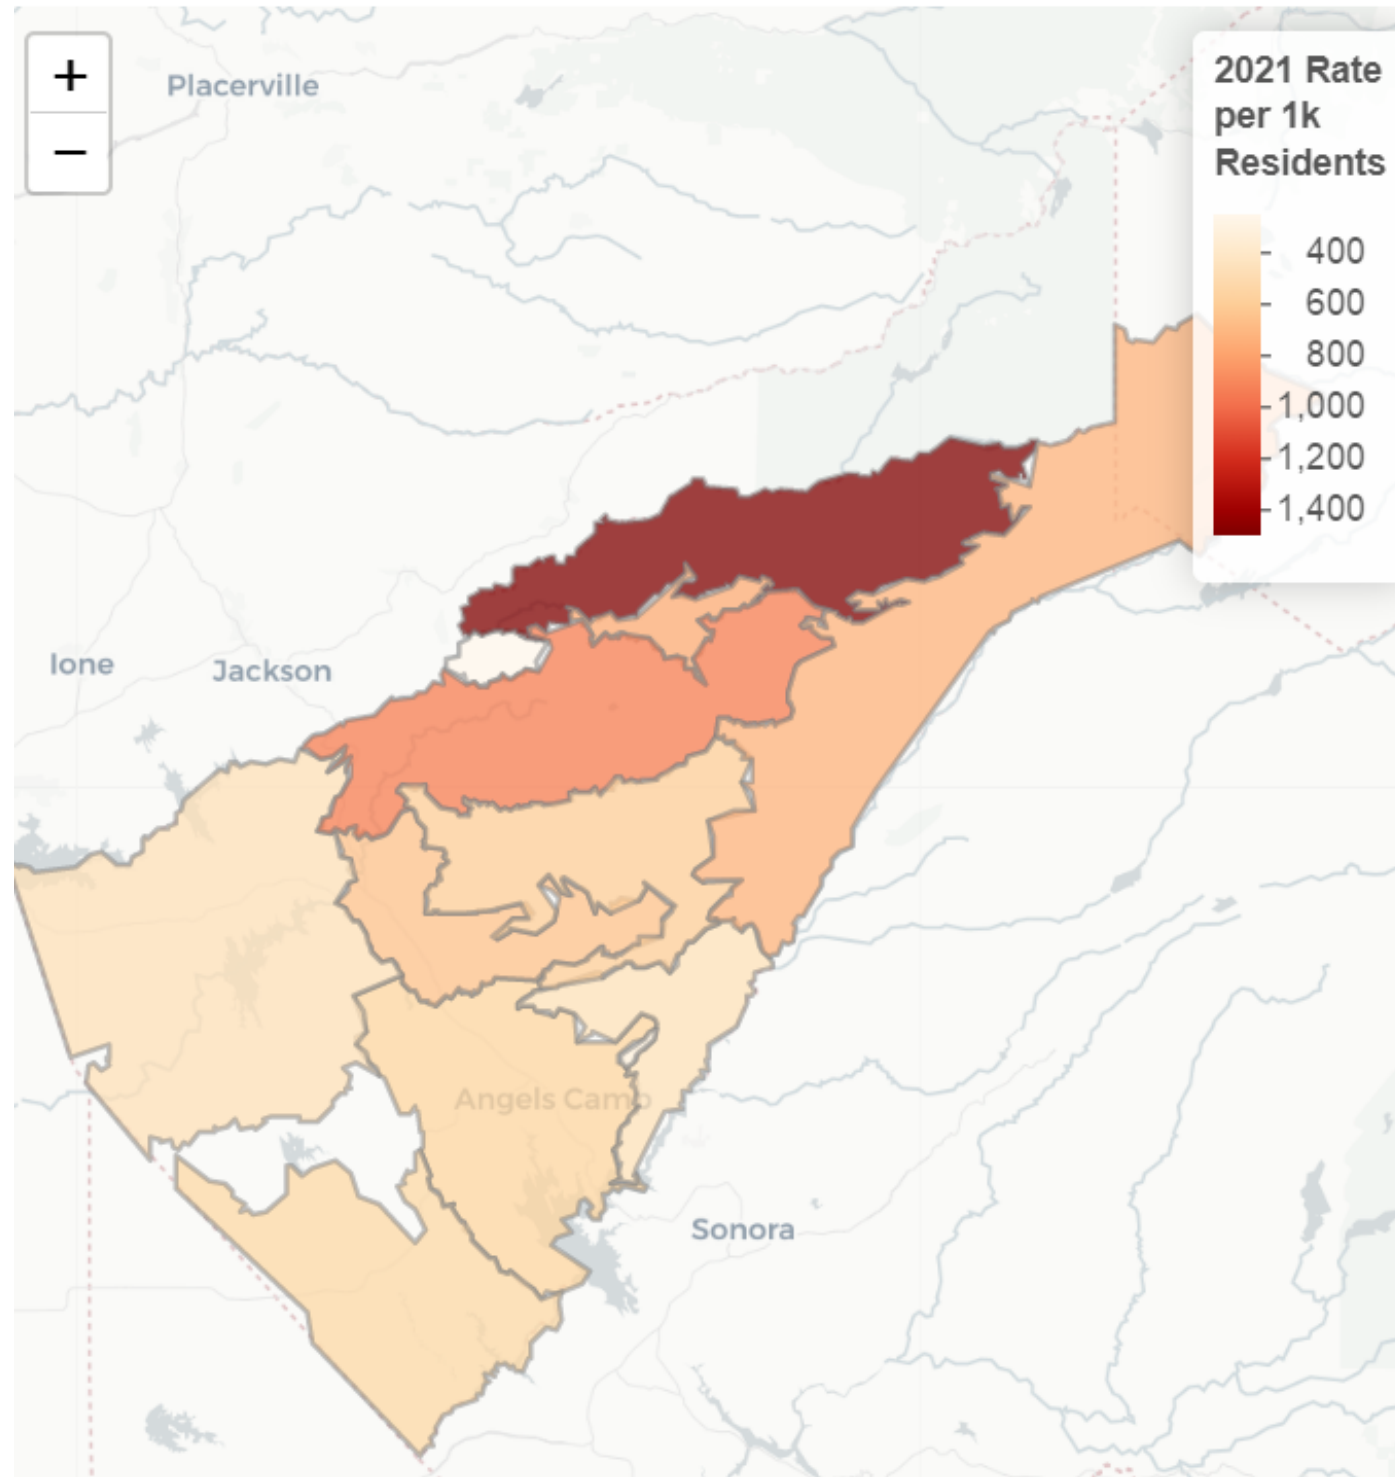 +
−
Placerville
2021 Rate
per 1k
Residents
400
600
800
1,000
1,200
1,400
Ione
Jackson
Angels Camp
Sonora